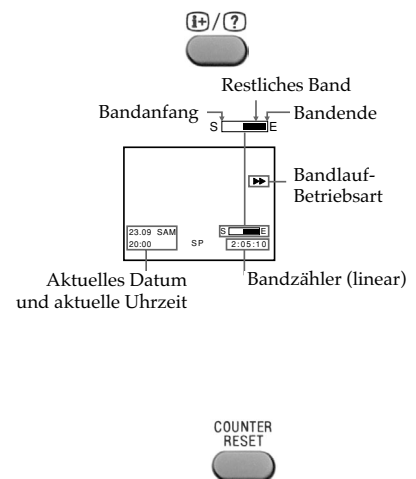 i+/?
Restliches Band
Bandanfang
Bandende
S E
Bandlauf-
Betriebsart
23.09 SAM
S E
20:00 SP 2:05:10
Aktuelles Datum
und aktuelle Uhrzeit
Bandzähler (linear)
COUNTER
RESET